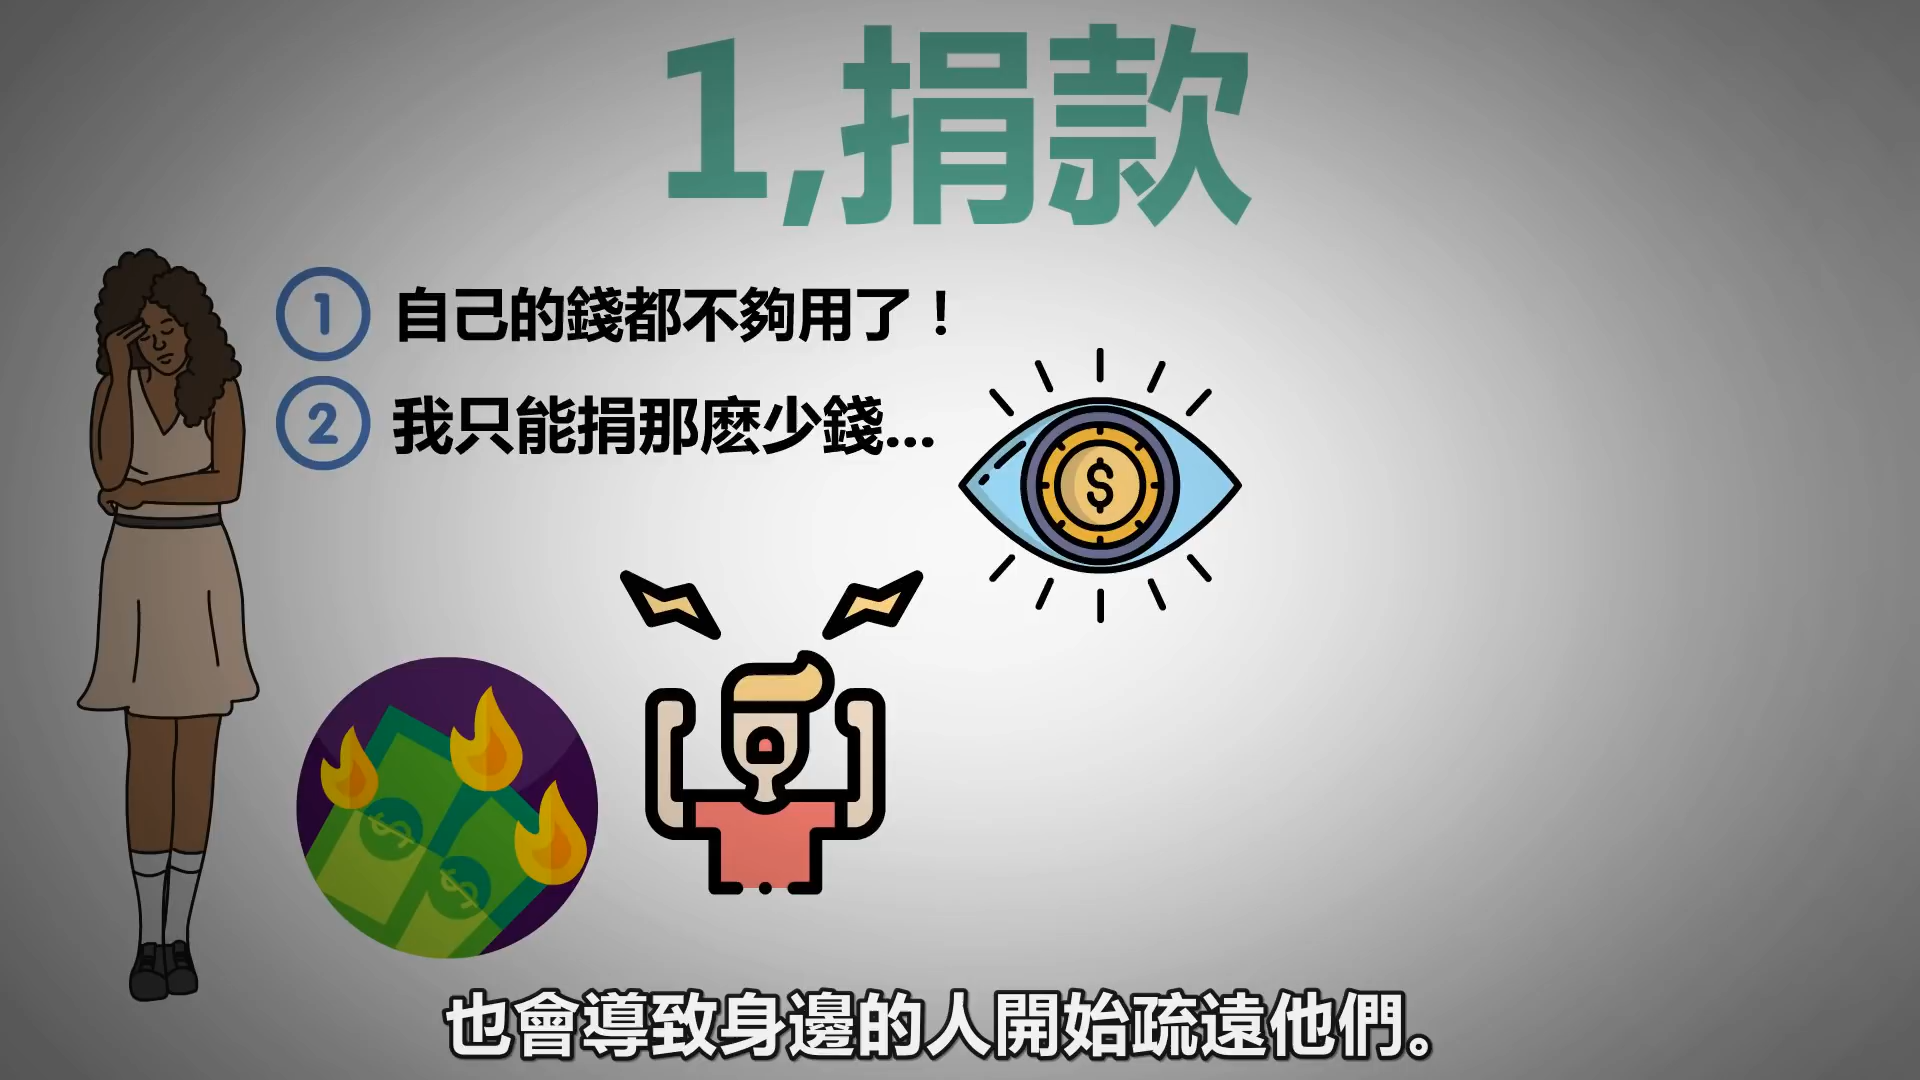 1,捐款
1 自己的錢都不夠用了！
2 我只能捐那麽少錢...
$
$
$
也會導致身邊的人開始疏遠他們。